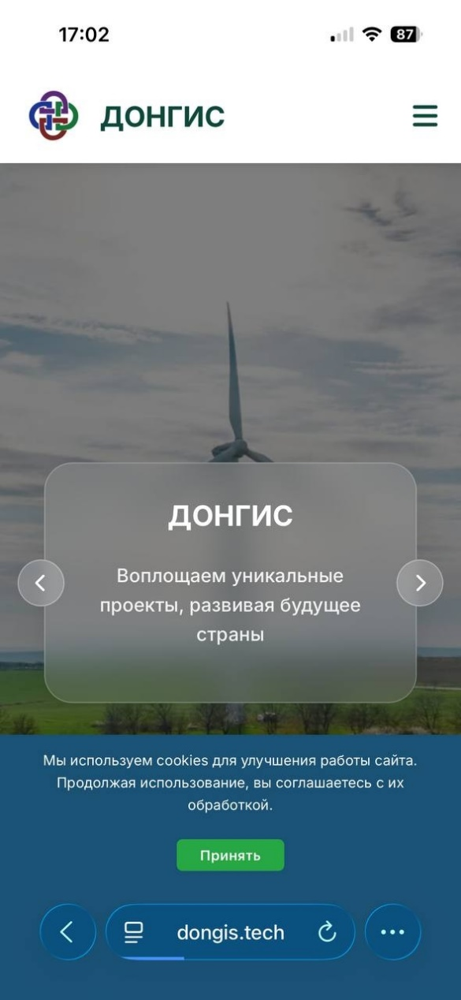 17:02
87
ДОНГИС
ДОНГИС
Воплощаем уникальные
проекты, развивая будущее
страны
Мы используем cookies для улучшения работы сайта.
Продолжая использование, вы соглашаетесь с их
обработкой.
Принять
dongis.tech